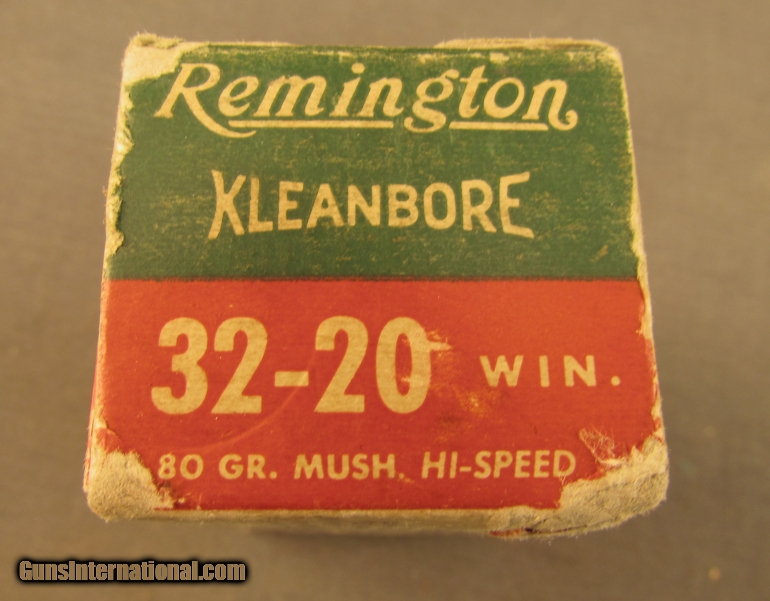 Remington
KLEANBORE
32-20 WIN.
80 GR. MUSH. HI-SPEED
GunsInternational.com